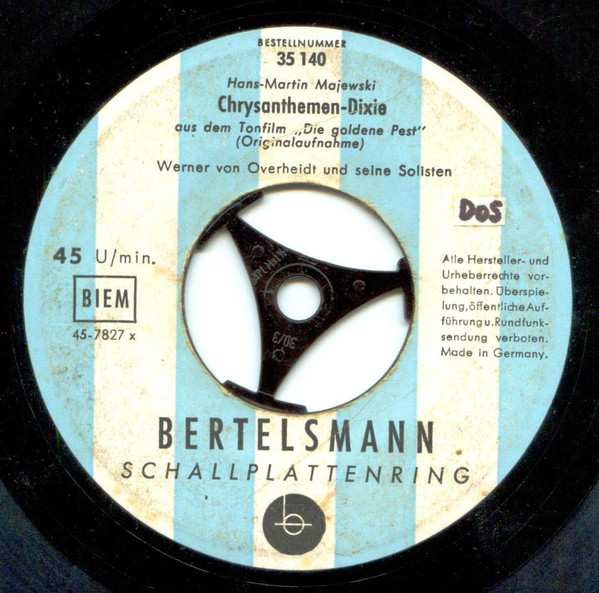 BESTELLNUMMER
35 140
Hans-Martin Majewski
Chrysanthemen-Dixie
aus dem Tonfilm „Die goldene Pest"
(Originalaufnahme)
Werner von Overheidt und seine Solisten
DOS
45 U/min.
BIEM
45-7827 x
Alle Hersteller- und
Urheberrechte vor-
behalten. Überspie-
lung, öffentliche Auf-
führung u. Rundfunk-
sendung verboten.
Made in Germany.
30/3
BERTELSMANN
SCHALLPLATTENRING